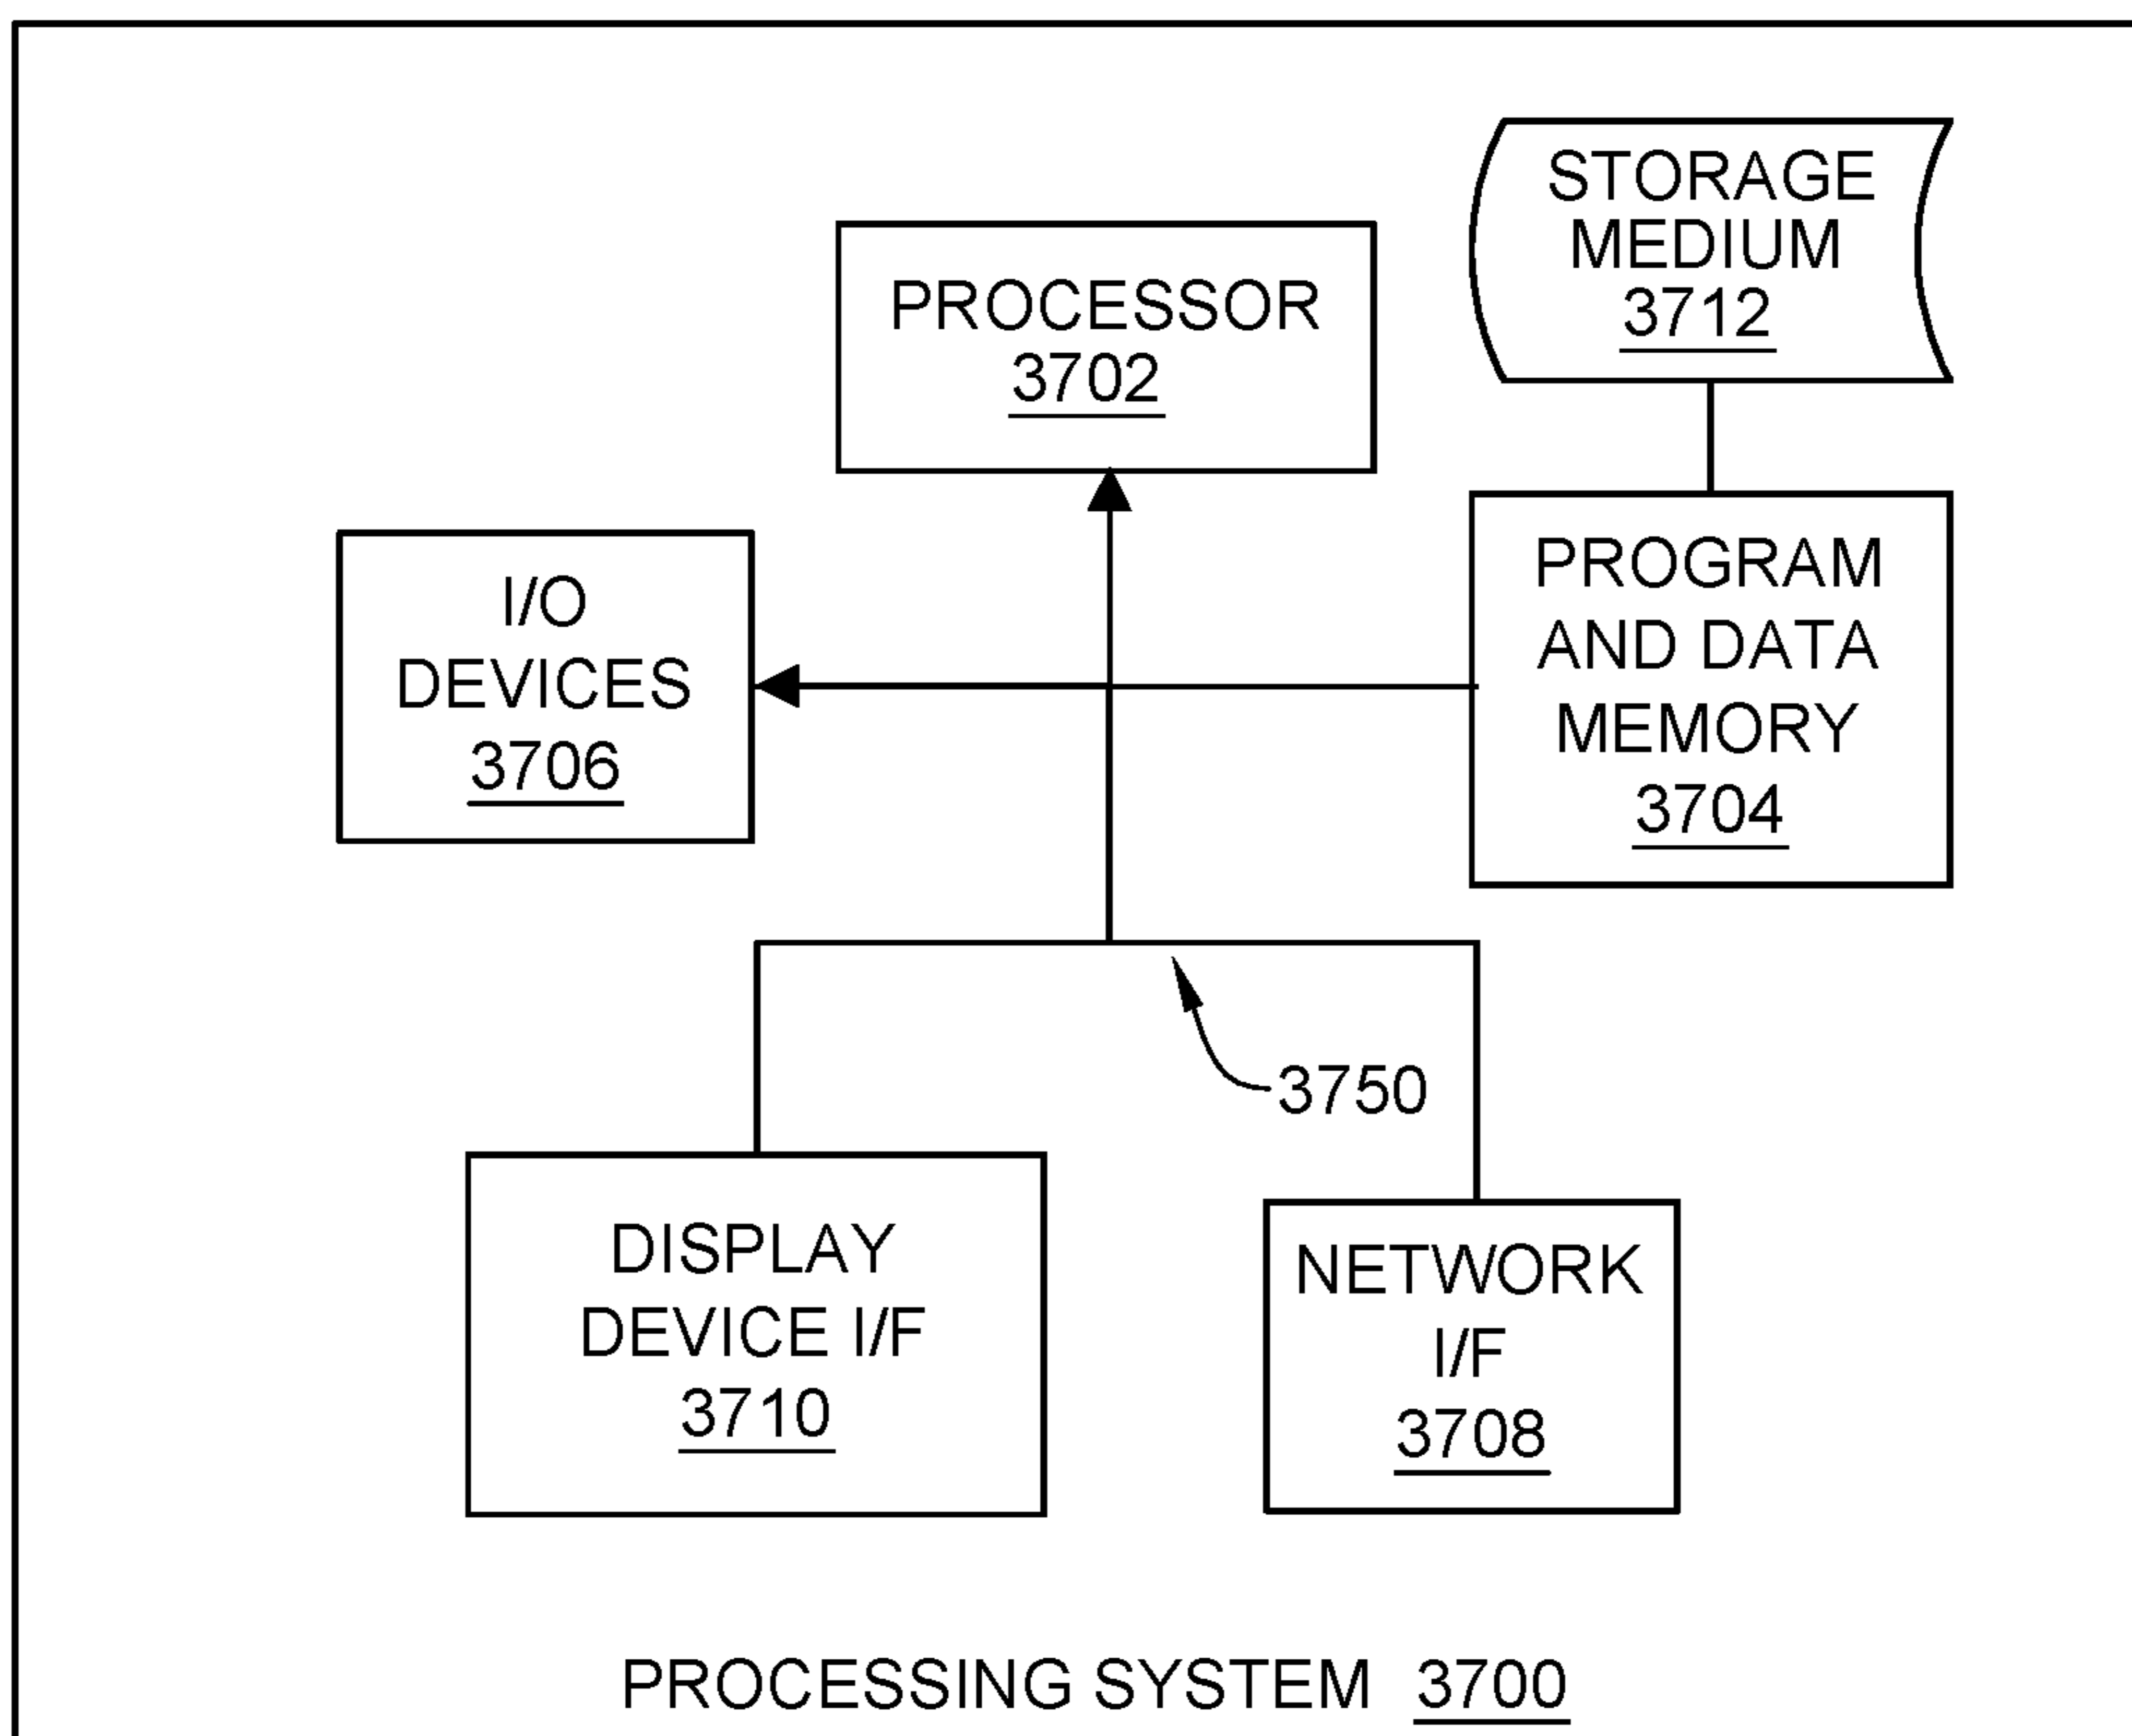 PROCESSOR
3702
STORAGE
MEDIUM
3712
I/O
DEVICES
3706
PROGRAM
AND DATA
MEMORY
3704
3750
DISPLAY
DEVICE I/F
3710
NETWORK
I/F
3708
PROCESSING SYSTEM 3700